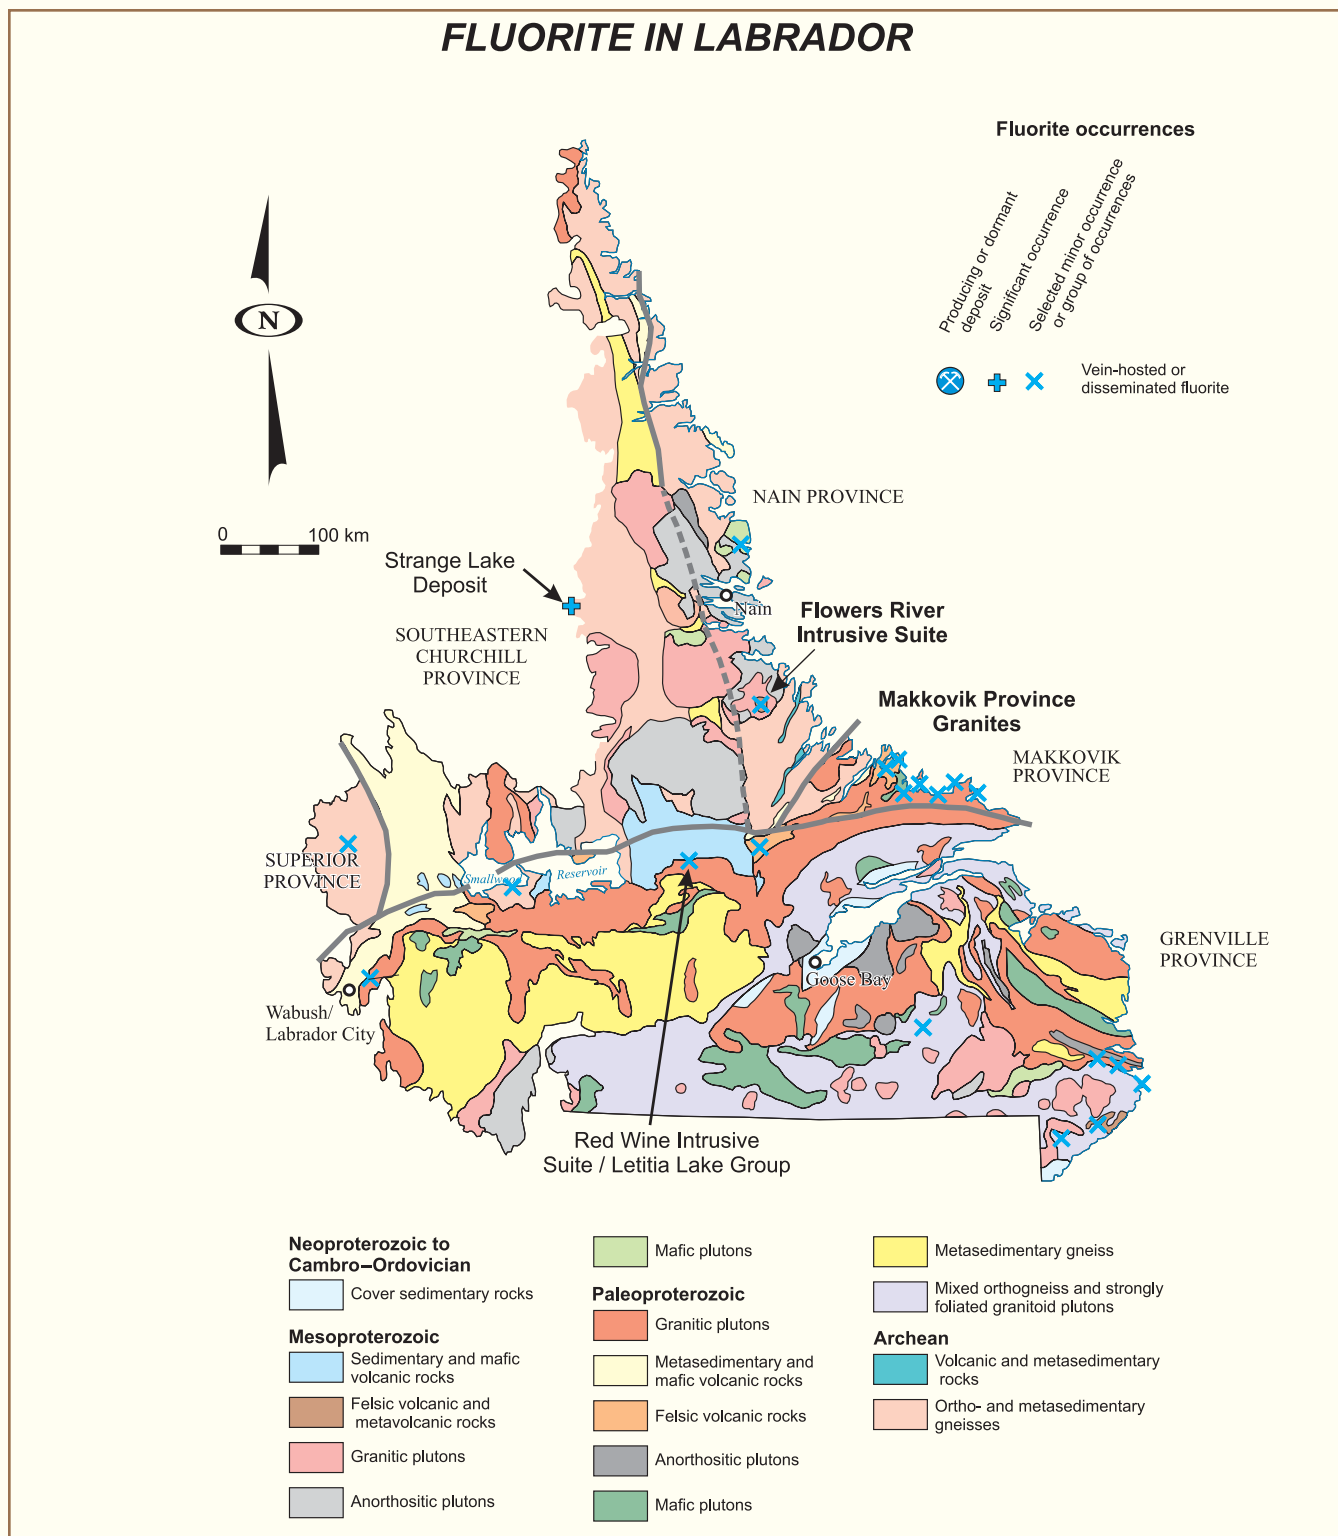 FLUORITE IN LABRADOR
Fluorite occurrences
Producing or dormant
deposit
Significant occurrence
Selected minor occurrence
or group of occurrences
Vein-hosted or
disseminated fluorite
N
0 100 km
NAIN PROVINCE
Strange Lake
Deposit
Nain
Flowers River
Intrusive Suite
SOUTHEASTERN
CHURCHILL
PROVINCE
Makkovik Province
Granites
MAKKOVIK
PROVINCE
SUPERIOR
PROVINCE
Smallwood
Reservoir
GRENVILLE
PROVINCE
Goose Bay
Wabush/
Labrador City
Red Wine Intrusive
Suite / Letitia Lake Group
Neoproterozoic to
Cambro–Ordovician
Cover sedimentary rocks
Mesoproterozoic
Sedimentary and mafic
volcanic rocks
Felsic volcanic and
metavolcanic rocks
Granitic plutons
Anorthositic plutons
Mafic plutons
Paleoproterozoic
Granitic plutons
Metasedimentary and
mafic volcanic rocks
Felsic volcanic rocks
Anorthositic plutons
Mafic plutons
Metasedimentary gneiss
Mixed orthogneiss and strongly
foliated granitoid plutons
Archean
Volcanic and metasedimentary
rocks
Ortho- and metasedimentary
gneisses